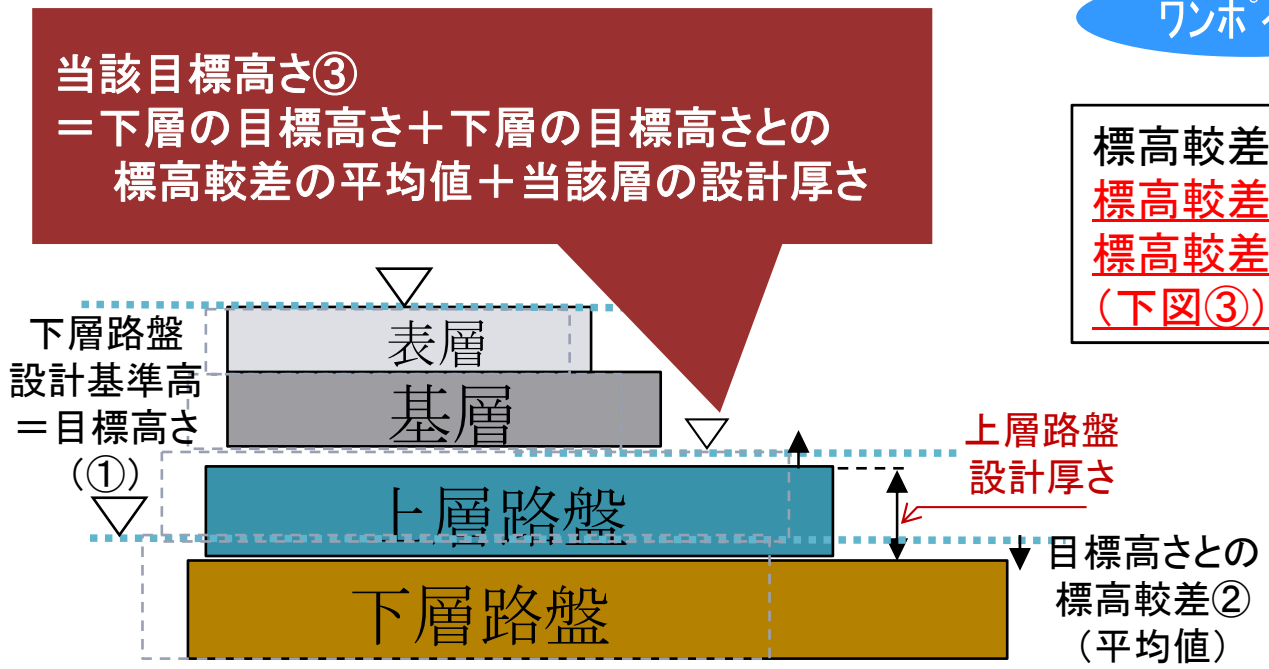 当該目標高さ③
＝下層の目標高さ＋下層の目標高さとの
標高較差の平均値＋当該層の設計厚さ
ワンポイ
標高較差
標高較差
標高較差
（下図③）
下層路盤
設計基準高
＝目標高さ
（①）
表層
基層
上層路盤
下層路盤
上層路盤
設計厚さ
目標高さとの
標高較差②
（平均値）